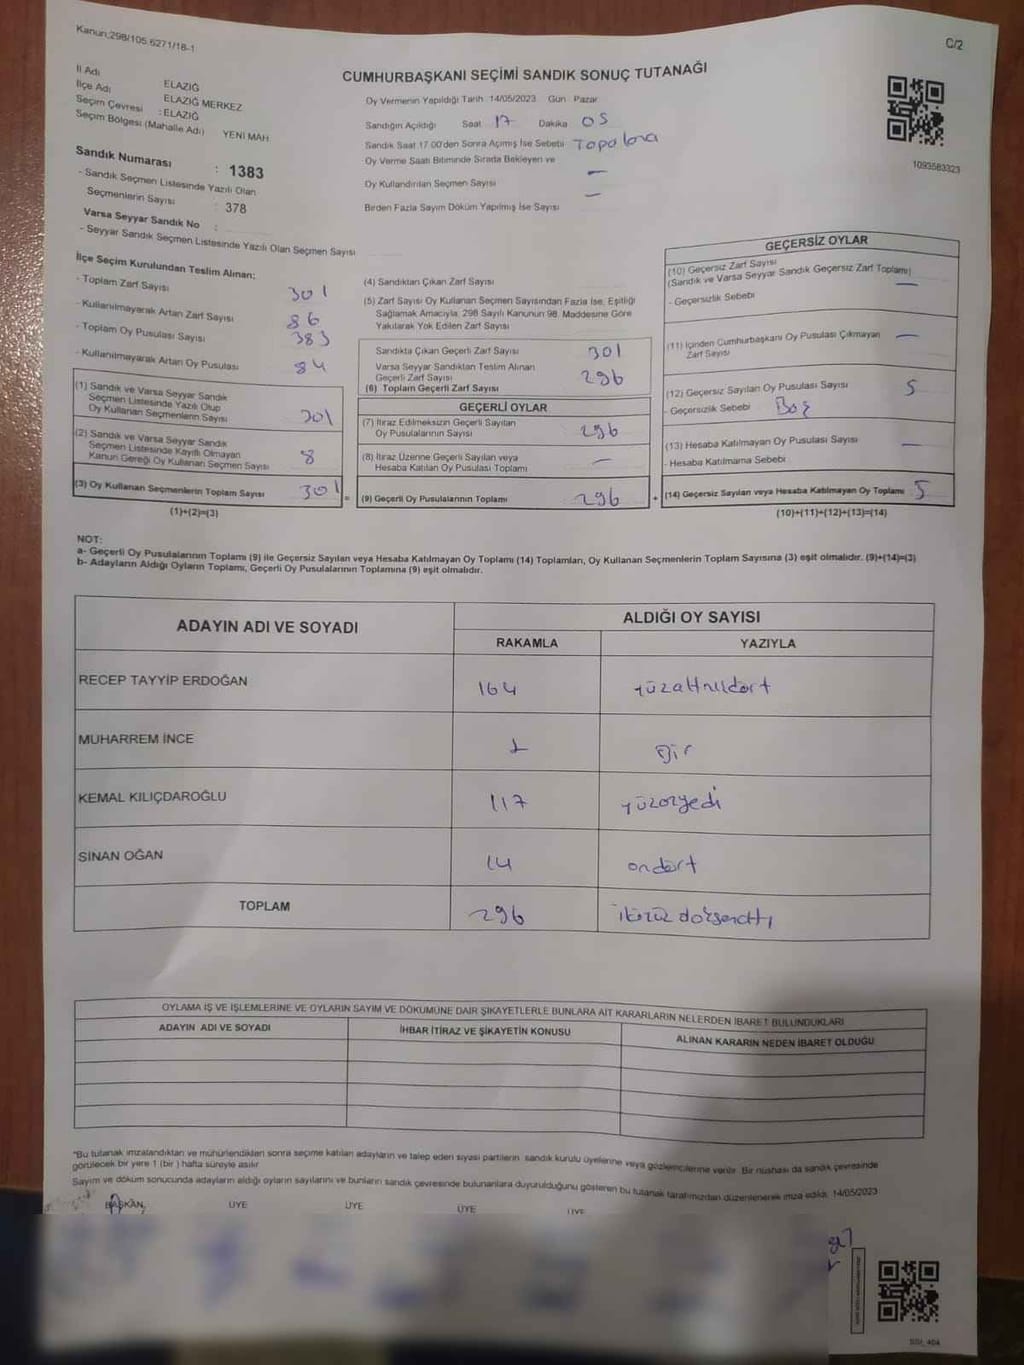 Kanun:298/105,6271/18-1
C/2
CUMHURBAŞKANI SEÇİMİ SANDIK SONUÇ TUTANAĞI
İl Adı ELAZIĞ
İlçe Adı ELAZIĞ MERKEZ
Seçim Çevresi : ELAZIĞ
Seçim Bölgesi (Mahalle Adı) YENİ MAH
Sandık Numarası : 1383
- Sandık Seçmen Listesinde Yazılı Olan
Seçmenlerin Sayısı : 378
Varsa Seyyar Sandık No :
- Seyyar Sandık Seçmen Listesinde Yazılı Olan Seçmen Sayısı
Oy Vermenin Yapıldığı Tarih 14/05/2023 Gün Pazar
Sandığın Açıldığı Saat 17 Dakika 05
Sandık Saat 17.00'den Sonra Açımış İse Sebebi
Oy Verme Saati Bitiminde Sırada Bekleyen ve
Oy Kullandırılan Seçmen Sayısı —
Birden Fazla Sayım Döküm Yapılmış İse Sayısı —
1093583323
İlçe Seçim Kurulundan Teslim Alınan;
- Toplam Zarf Sayısı 301
- Kullanılmayarak Artan Zarf Sayısı 86
- Toplam Oy Pusulası Sayısı 383
- Kullanılmayarak Artan Oy Pusulası 84
(1) Sandık ve Varsa Seyyar Sandık
Seçmen Listesinde Yazılı Olup
Oy Kullanan Seçmenlerin Sayısı 301
(2) Sandık ve Varsa Seyyar Sandık
Seçmen Listesinde Kayıtlı Olmayan
Kanun Gereği Oy Kullanan Seçmen Sayısı 8
(3) Oy Kullanan Seçmenlerin Toplam Sayısı 301 =
(1)+(2)=(3)
(4) Sandıktan Çıkan Zarf Sayısı
(5) Zarf Sayısı Oy Kullanan Seçmen Sayısından Fazla İse, Eşitliği
Sağlamak Amacıyla, 298 Sayılı Kanunun 98. Maddesine Göre
Yakılarak Yok Edilen Zarf Sayısı
Sandıkta Çıkan Geçerli Zarf Sayısı 301
Varsa Seyyar Sandıktan Teslim Alınan
Geçerli Zarf Sayısı 296
(6) Toplam Geçerli Zarf Sayısı
GEÇERLİ OYLAR
(7) İtiraz Edilmeksizin Geçerli Sayılan
Oy Pusulalarının Sayısı 296
(8) İtiraz Üzerine Geçerli Sayılan veya
Hesaba Katılan Oy Pusulası Toplamı —
(9) Geçerli Oy Pusulalarının Toplamı 296 +
GEÇERSİZ OYLAR
(10) Geçersiz Zarf Sayısı
(Sandık ve Varsa Seyyar Sandık Geçersiz Zarf Toplamı) —
- Geçersizlik Sebebi
(11) İçinden Cumhurbaşkanı Oy Pusulası Çıkmayan
Zarf Sayısı —
(12) Geçersiz Sayılan Oy Pusulası Sayısı 5
- Geçersizlik Sebebi Boş
(13) Hesaba Katılmayan Oy Pusulası Sayısı —
- Hesaba Katılmama Sebebi
(14) Geçersiz Sayılan veya Hesaba Katılmayan Oy Toplamı 5
(10)+(11)+(12)+(13)=(14)
NOT:
a- Geçerli Oy Pusulalarının Toplamı (9) ile Geçersiz Sayılan veya Hesaba Katılmayan Oy Toplamı (14) Toplamları, Oy Kullanan Seçmenlerin Toplam Sayısına (3) eşit olmalıdır. (9)+(14)=(3)
b- Adayların Aldığı Oyların Toplamı, Geçerli Oy Pusulalarının Toplamına (9) eşit olmalıdır.
ADAYIN ADI VE SOYADI ALDIĞI OY SAYISI
RAKAMLA YAZIYLA
RECEP TAYYİP ERDOĞAN 164 yüzaltmıdört
MUHARREM İNCE 1 Bir
KEMAL KILIÇDAROĞLU 117 yüzonyedi
SİNAN OĞAN 14 ondört
TOPLAM 296
OYLAMA İŞ VE İŞLEMLERİNE VE OYLARIN SAYIM VE DÖKÜMÜNE DAİR ŞİKAYETLERLE BUNLARA AİT KARARLARIN NELERDEN İBARET BULUNDUKLARI
ADAYIN ADI VE SOYADI İHBAR İTİRAZ VE ŞİKAYETİN KONUSU ALINAN KARARIN NEDEN İBARET OLDUĞU
*Bu tutanak imzalandıktan ve mühürlendikten sonra seçime katılan adayların ve talep eden siyasi partilerin sandık kurulu üyelerine veya gözlemcilerine verilir. Bir nüshası da sandık çevresinde
görülecek bir yere 1 (bir) hafta süreyle asılır.
Sayım ve döküm sonucunda adayların aldığı oyların sayılarını ve bunların sandık çevresinde bulunanlara duyurulduğunu gösteren bu tutanak tarafımızdan düzenlenerek imza edildi. 14/05/2023
BAŞKAN, ÜYE ÜYE ÜYE ÜYE